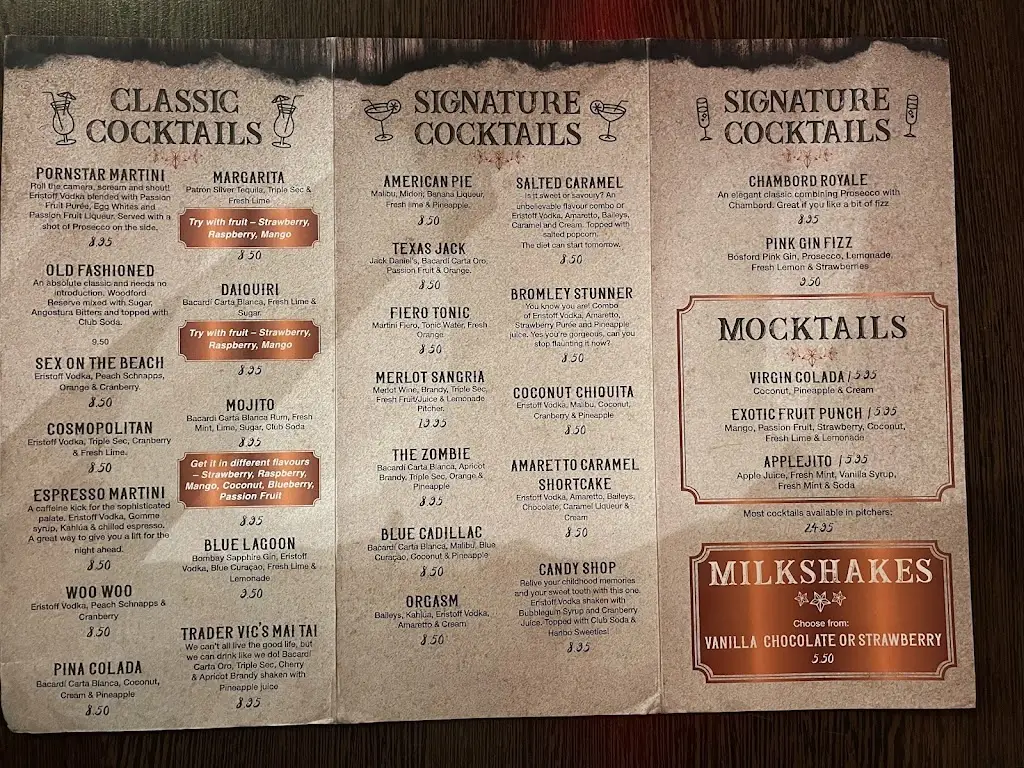 CLASSIC
COCKTAILS
PORNSTAR MARTINI
Roll the camera, scream and shout!
Eristoff Vodka blended with Passion
Fruit Purée, Egg Whites and
Passion Fruit Liqueur. Served with a
shot of Prosecco on the side.
8.95
OLD FASHIONED
An absolute classic and needs no
introduction. Woodford
Reserve mixed with Sugar,
Angostura Bitters and topped with
Club Soda.
9.50
SEX ON THE BEACH
Eristoff Vodka, Peach Schnapps,
Orange & Cranberry.
8.50
COSMOPOLITAN
Eristoff Vodka, Triple Sec, Cranberry
& Fresh Lime.
8.50
ESPRESSO MARTINI
A caffeine kick for the sophisticated
palate. Eristoff Vodka, Gomme
syrup, Kahlúa & chilled espresso.
A great way to give you a lift for the
night ahead.
8.50
WOO WOO
Eristoff Vodka, Peach Schnapps &
Cranberry
8.50
PINA COLADA
Bacardi Carta Blanca, Coconut,
Cream & Pineapple
8.50
MARGARITA
Patrón Silver Tequila, Triple Sec &
Fresh Lime
Try with fruit – Strawberry,
Raspberry, Mango
8.50
DAIQUIRI
Bacardi Carta Blanca, Fresh Lime &
Sugar.
Try with fruit – Strawberry,
Raspberry, Mango
8.95
MOJITO
Bacardi Carta Blanca Rum, Fresh
Mint, Lime, Sugar, Club Soda
8.95
Get it in different flavours
– Strawberry, Raspberry,
Mango, Coconut, Blueberry,
Passion Fruit
8.95
BLUE LAGOON
Bombay Sapphire Gin, Eristoff
Vodka, Blue Curaçao, Fresh Lime &
Lemonade
9.50
TRADER VIC'S MAI TAI
We can't all live the good life, but
we can drink like we do! Bacardi
Carta Oro, Triple Sec, Cherry
& Apricot Brandy shaken with
Pineapple juice
8.95
SIGNATURE
COCKTAILS
AMERICAN PIE
Malibu, Midori, Banana Liqueur,
Fresh lime & Pineapple.
8.50
TEXAS JACK
Jack Daniel's, Bacardi Carta Oro,
Passion Fruit & Orange.
8.50
FIERO TONIC
Martini Fiero, Tonic Water, Fresh
Orange.
8.50
MERLOT SANGRIA
Merlot Wine, Brandy, Triple Sec,
Fresh Fruit/Juice & Lemonade
Pitcher.
19.95
THE ZOMBIE
Bacardi Carta Blanca, Apricot
Brandy, Triple Sec, Orange &
Pineapple
8.95
BLUE CADILLAC
Bacardi Carta Blanca, Malibu, Blue
Curaçao, Coconut & Pineapple
8.50
ORGASM
Baileys, Kahlúa, Eristoff Vodka,
Amaretto & Cream
8.50
SALTED CARAMEL
Is it sweet or savoury? An
unbelievable flavour combo or
Eristoff Vodka, Amaretto, Baileys,
Caramel and Cream. Topped with
salted popcorn.
The diet can start tomorrow.
8.50
BROMLEY STUNNER
You know you are! Combo
of Eristoff Vodka, Amaretto,
Strawberry Purée and Pineapple
juice. Yes you're gorgeous, can you
stop flaunting it now?
8.50
COCONUT CHIQUITA
Eristoff Vodka, Malibu, Coconut,
Cranberry & Pineapple
8.50
AMARETTO CARAMEL
SHORTCAKE
Eristoff Vodka, Amaretto, Baileys,
Chocolate, Caramel Liqueur &
Cream
8.50
CANDY SHOP
Relive your childhood memories
and your sweet tooth with this one.
Eristoff Vodka shaken with
Bubblegum Syrup and Cranberry
Juice. Topped with Club Soda &
Haribo Sweeties!
8.95
SIGNATURE
COCKTAILS
CHAMBORD ROYALE
An elegant classic combining Prosecco with
Chambord. Great if you like a bit of fizz
8.95
PINK GIN FIZZ
Bosford Pink Gin, Prosecco, Lemonade,
Fresh Lemon & Strawberries
9.50
MOCKTAILS
VIRGIN COLADA / 5.95
Coconut, Pineapple & Cream
EXOTIC FRUIT PUNCH / 5.95
Mango, Passion Fruit, Strawberry, Coconut,
Fresh Lime & Lemonade
APPLEJITO / 5.95
Apple Juice, Fresh Mint, Vanilla Syrup,
Fresh Mint & Soda
Most cocktails available in pitchers:
24.95
MILKSHAKES
Choose from:
VANILLA CHOCOLATE OR STRAWBERRY
5.50